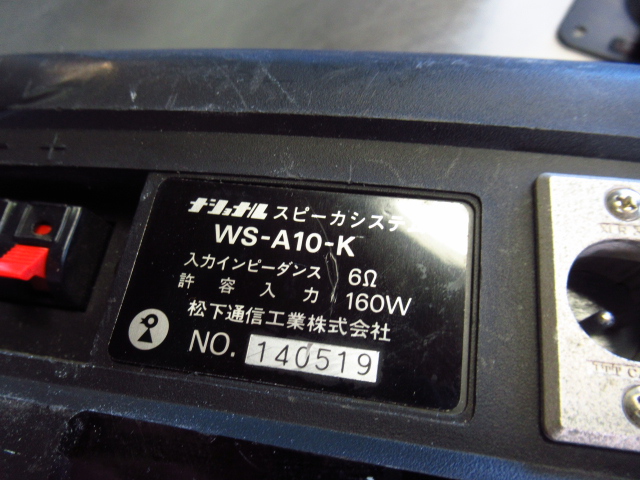 - +
ナショナル スピーカシステ
WS-A10-K
入力インピーダンス 6Ω
許容入力 160W
松下通信工業株式会社
NO. 140519